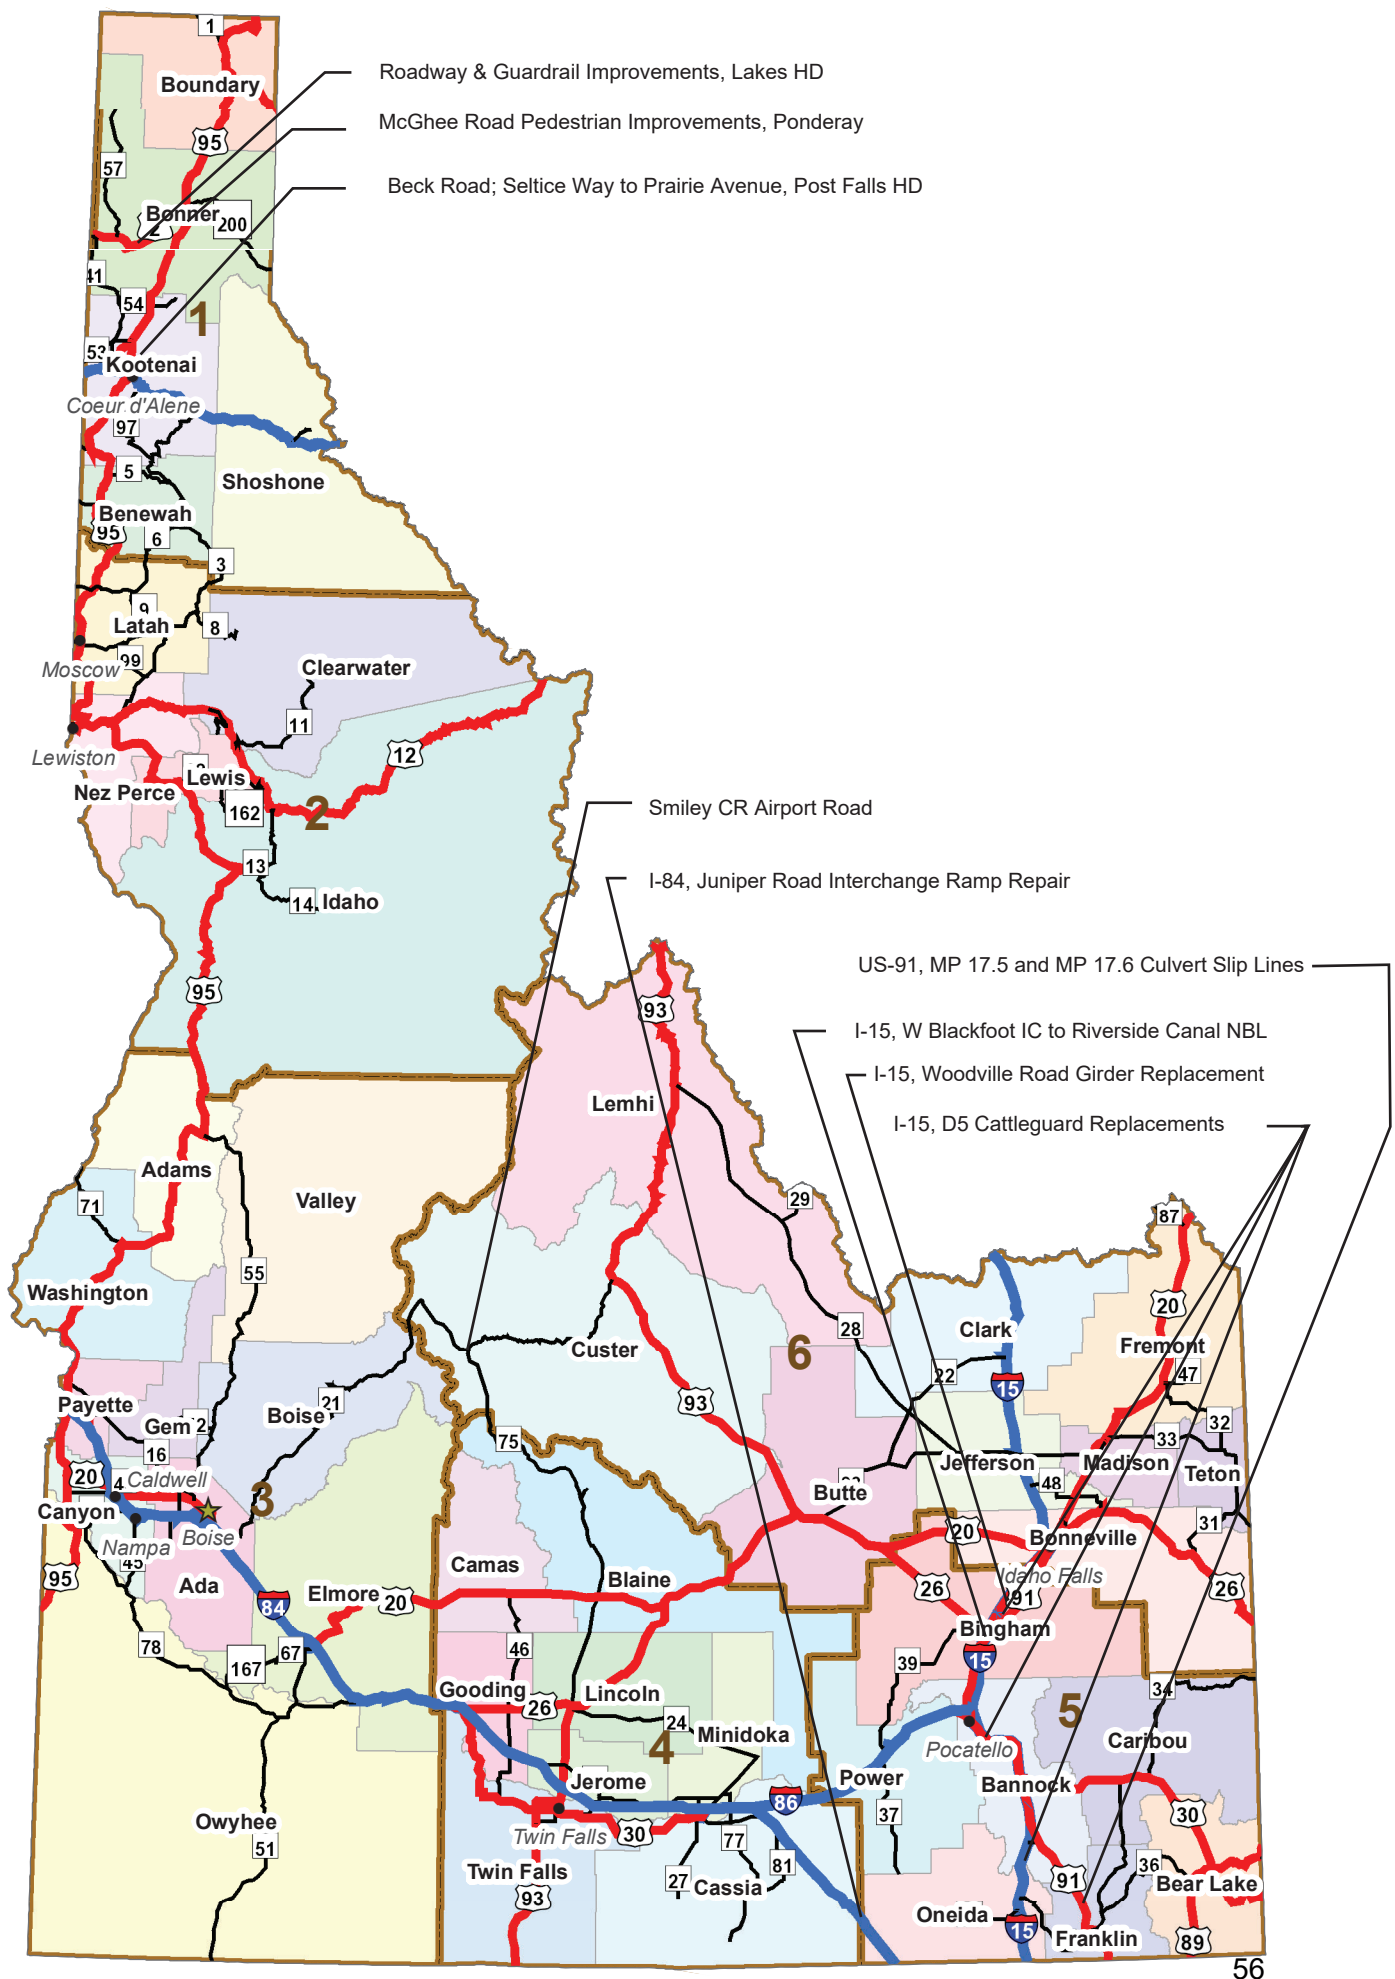 1
Roadway & Guardrail Improvements, Lakes HD
Boundary
McGhee Road Pedestrian Improvements, Ponderay
95
57
Beck Road; Seltice Way to Prairie Avenue, Post Falls HD
Bonner
2
200
41
54
1
53
Kootenai
Coeur d'Alene
97
5
Shoshone
Benewah
95
6
3
9
Latah
8
99
Moscow
Clearwater
11
12
Lewiston
Lewis
Nez Perce
162
2
Smiley CR Airport Road
13
I-84, Juniper Road Interchange Ramp Repair
14
Idaho
US-91, MP 17.5 and MP 17.6 Culvert Slip Lines
95
93
I-15, W Blackfoot IC to Riverside Canal NBL
I-15, Woodville Road Girder Replacement
Lemhi
I-15, D5 Cattleguard Replacements
Adams
Valley
71
29
87
55
Washington
20
28
Clark
Fremont
Custer
6
22
47
15
93
Payette
Boise
21
Gem
32
75
16
33
Jefferson
Madison
Teton
20
Caldwell
4
48
Butte
3
Canyon
31
20
Bonneville
Nampa
Boise
45
Camas
Blaine
Idaho Falls
95
Ada
Elmore
20
26
91
26
84
Bingham
78
167
67
46
39
15
Gooding
26
Lincoln
34
24
5
Minidoka
4
Pocatello
Caribou
Jerome
Power
Bannock
86
30
37
Owyhee
51
Twin Falls
30
77
Twin Falls
81
36
27
Cassia
91
Bear Lake
93
Oneida
15
Franklin
89
56